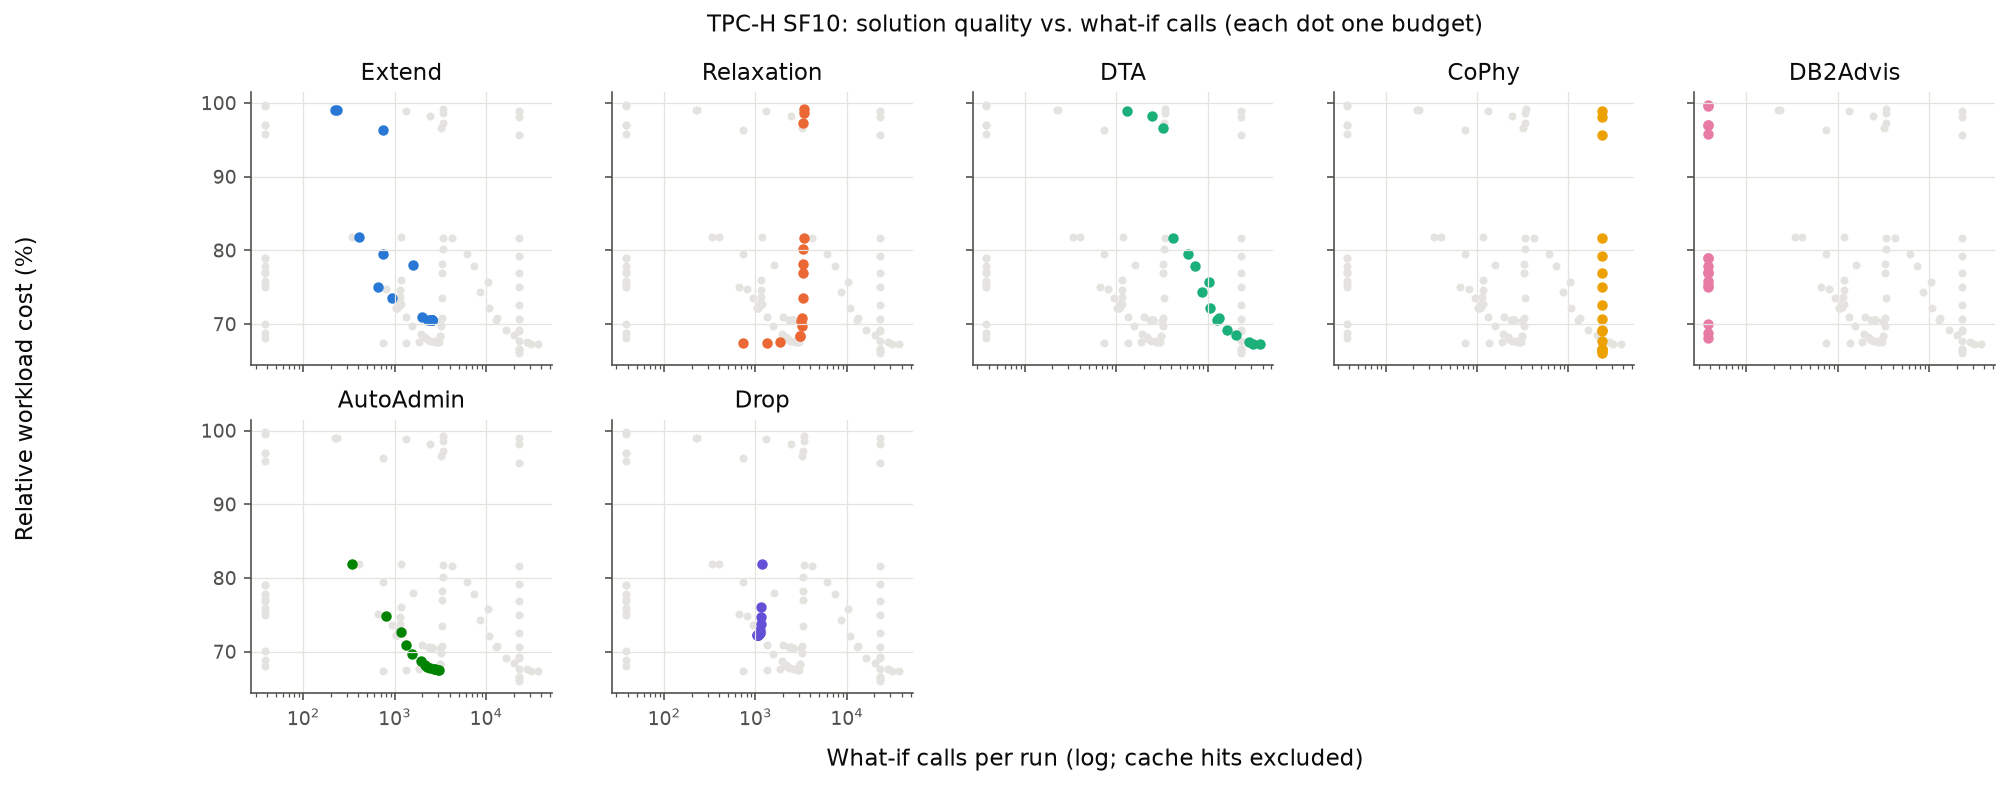 TPC-H SF10: solution quality vs. what-if calls (each dot one budget)
Extend
Relaxation
DTA
CoPhy
DB2Advis
100
90
80
70
Relative workload cost (%)
AutoAdmin
Drop
100
90
80
70
10² 10³ 10⁴
10² 10³ 10⁴
What-if calls per run (log; cache hits excluded)